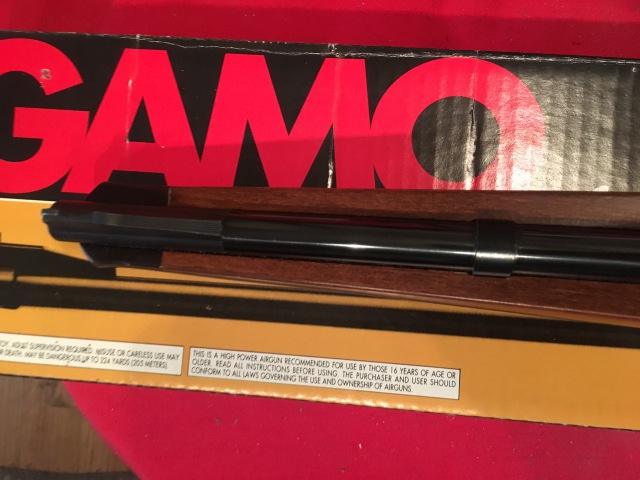 GAMO
TOY. ADULT SUPERVISION REQUIRED. MISUSE OR CARELESS USE MAY
DEATH. MAY BE DANGEROUS UP TO 224 YARDS (205 METERS)
THIS IS A HIGH POWER AIRGUN RECOMMENDED FOR USE BY THOSE 16 YEARS OF AGE OR
OLDER. READ ALL INSTRUCTIONS BEFORE USING. THE PURCHASER AND USER SHOULD
CONFORM TO ALL LAWS GOVERNING THE USE AND OWNERSHIP OF AIRGUNS.